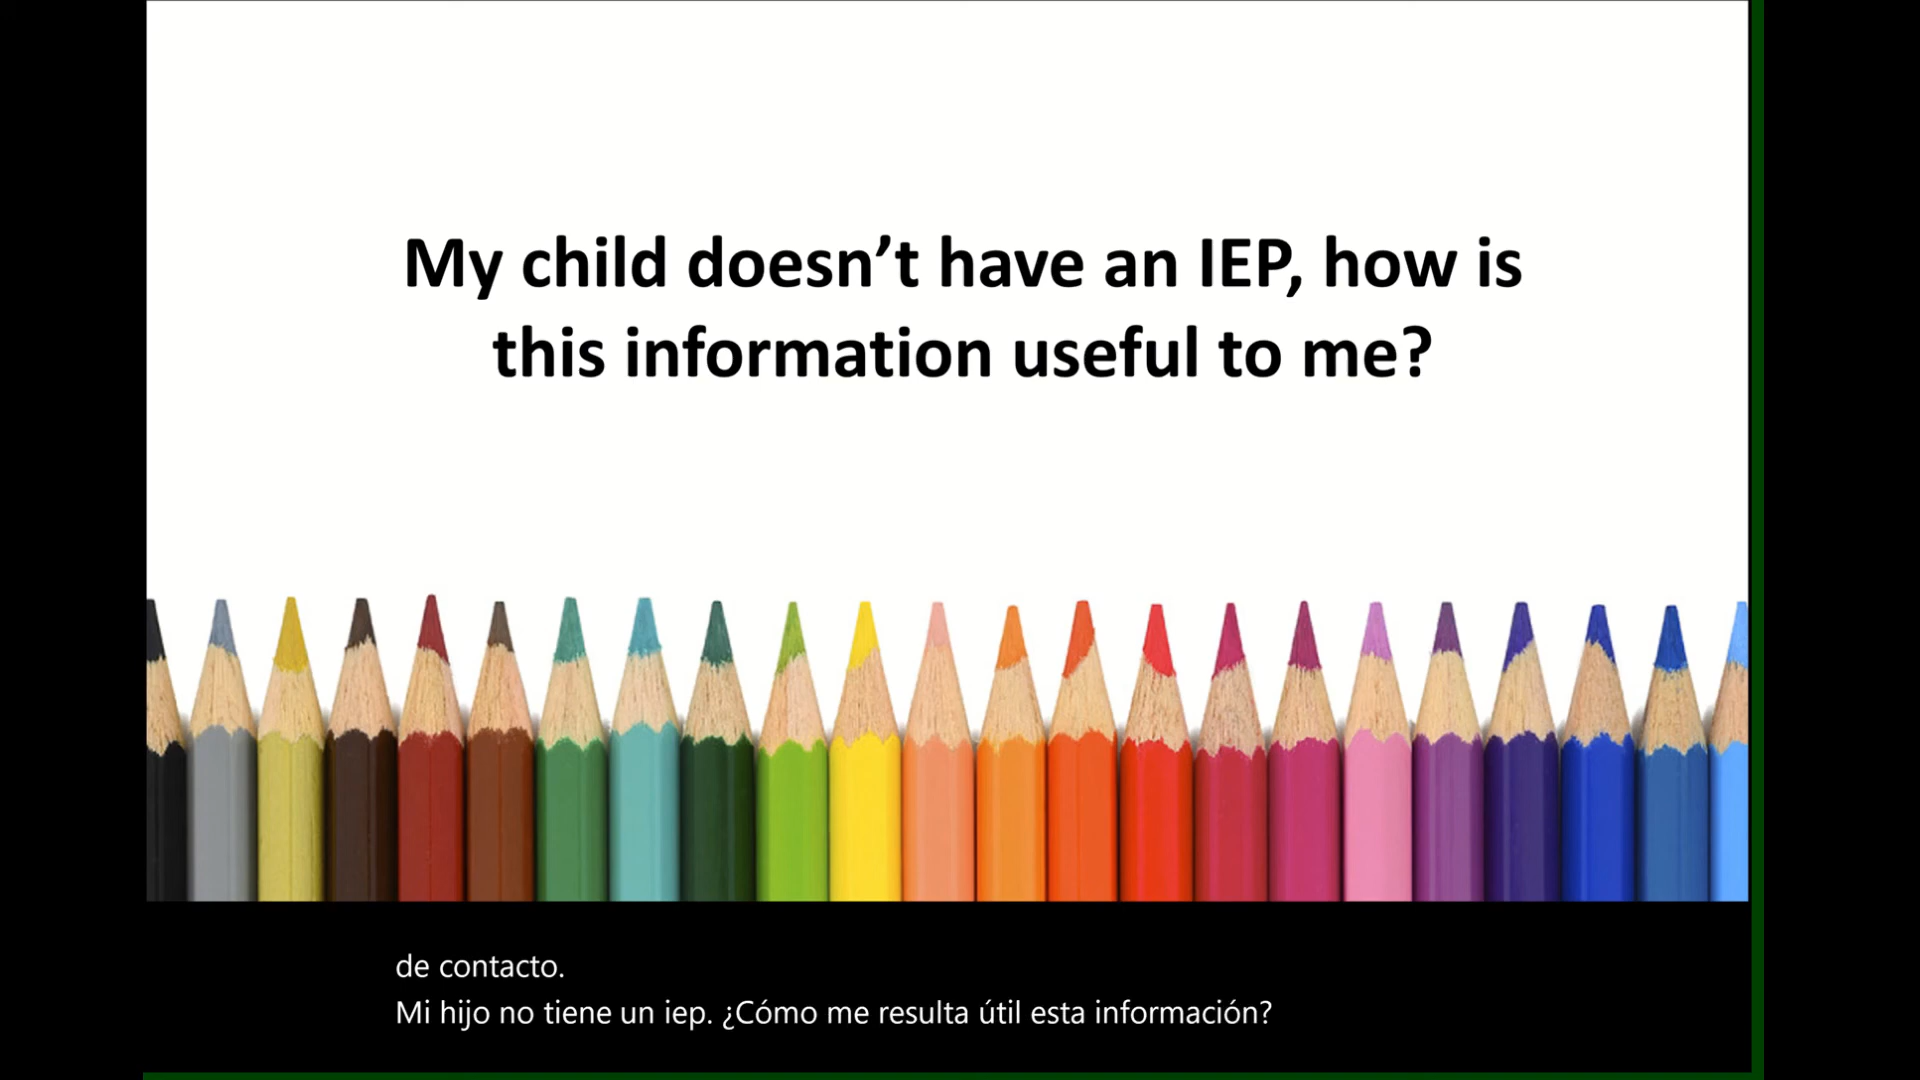 My child doesn’t have an IEP, how is
this information useful to me?
de contacto.
Mi hijo no tiene un iep. ¿Cómo me resulta útil esta información?